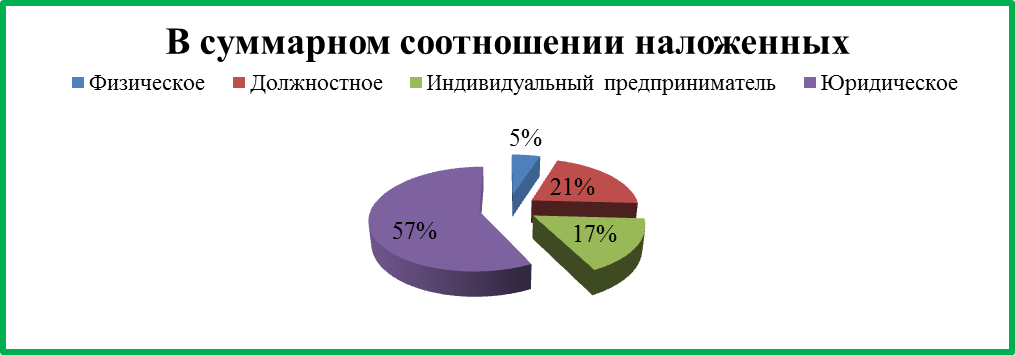 В суммарном соотношении наложенных
Физическое Должностное Индивидуальный предприниматель Юридическое
5%
21%
57%
17%